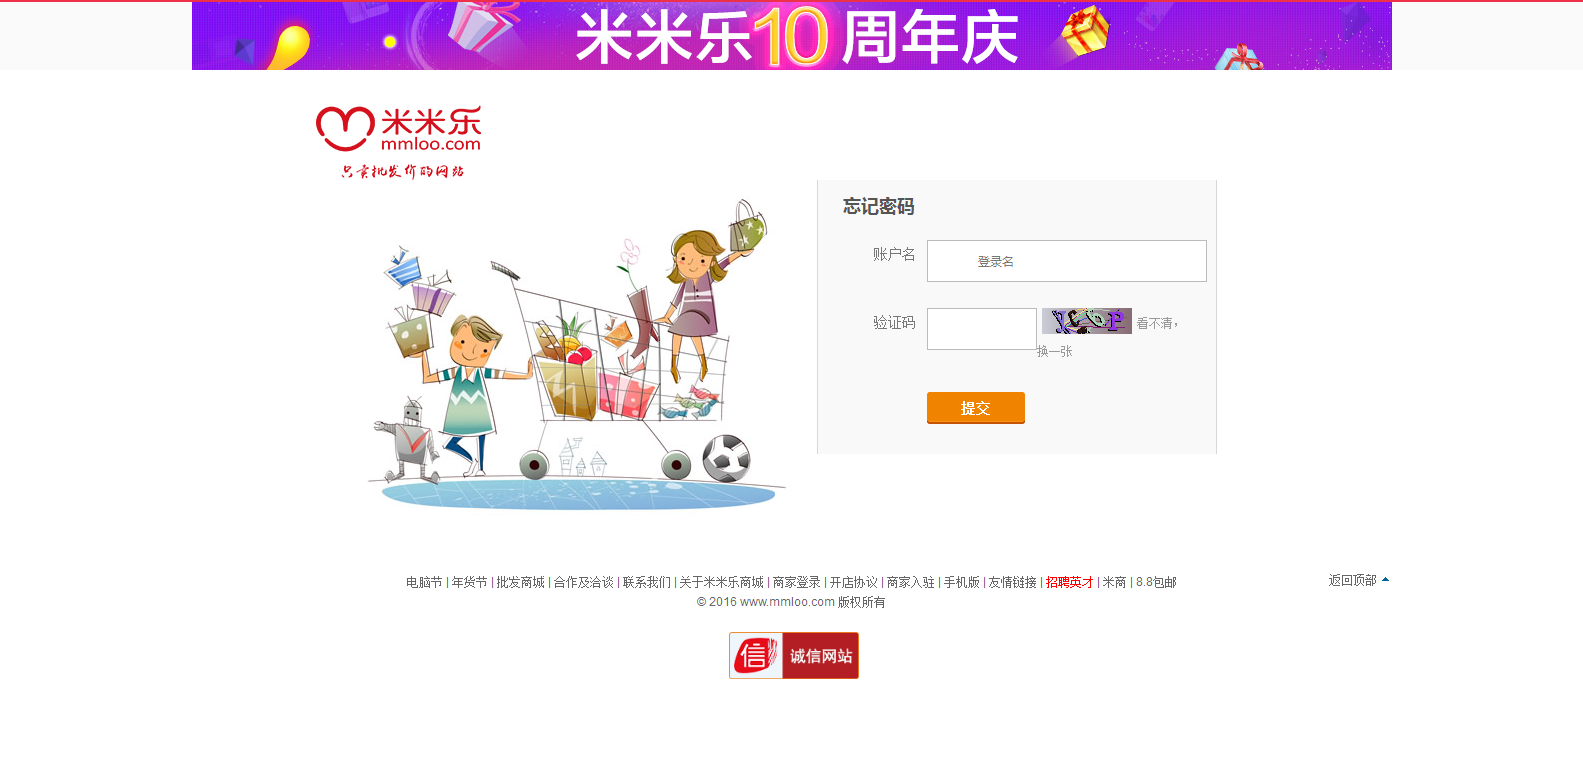 米米乐10周年庆
米米乐
mmloo.com
只卖批发价的网站
忘记密码
账户名
登录名
验证码
看不清，
换一张
提交
电脑节 | 年货节 | 批发商城 | 合作及洽谈 | 联系我们 | 关于米米乐商城 | 商家登录 | 开店协议 | 商家入驻 | 手机版 | 友情链接 | 招聘英才 | 米商 | 8.8包邮
返回顶部
© 2016 www.mmloo.com 版权所有
信 诚信网站